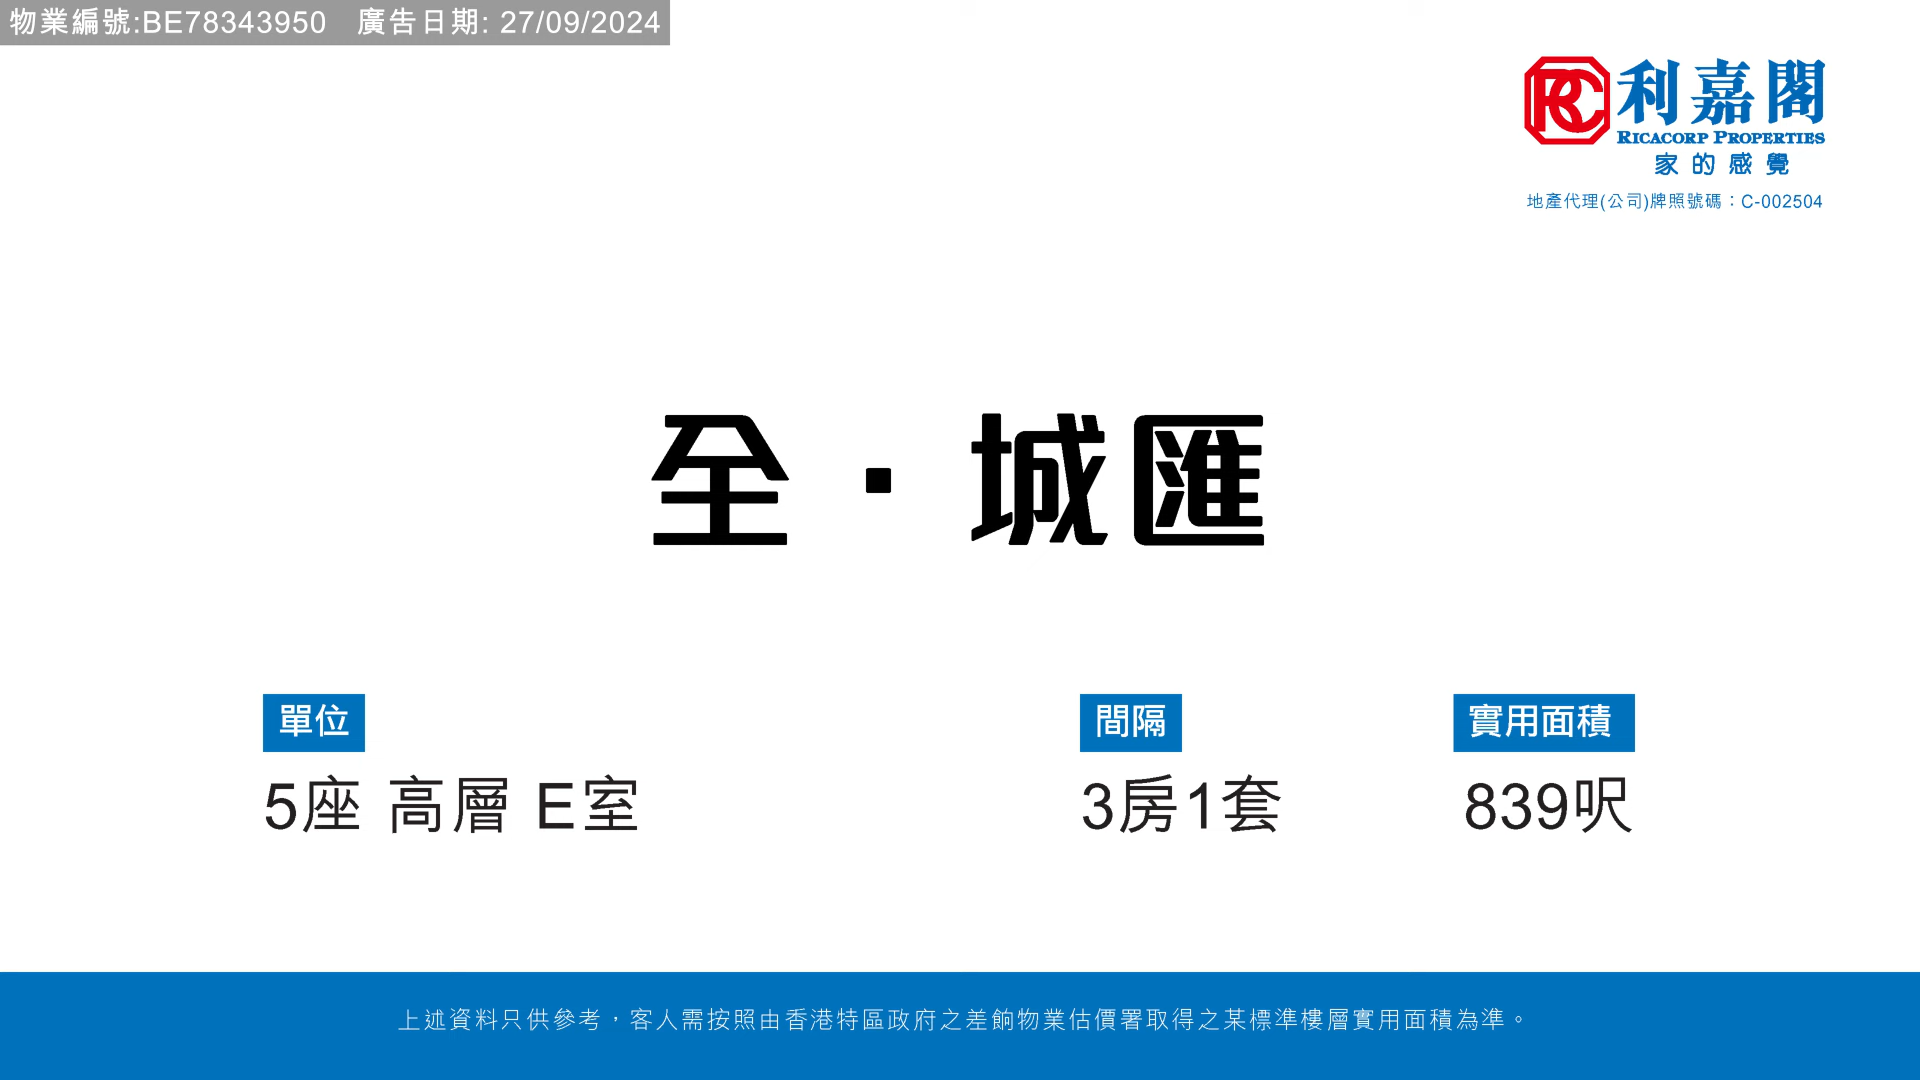 物業編號:BE78343950 廣告日期: 27/09/2024
RC 利嘉閣
RICACORP PROPERTIES
家的感覺
地產代理(公司)牌照號碼：C-002504
全·城匯
單位 間隔 實用面積
5座 高層 E室 3房1套 839呎
上述資料只供參考，客人需按照由香港特區政府之差餉物業估價署取得之某標準樓層實用面積為準。